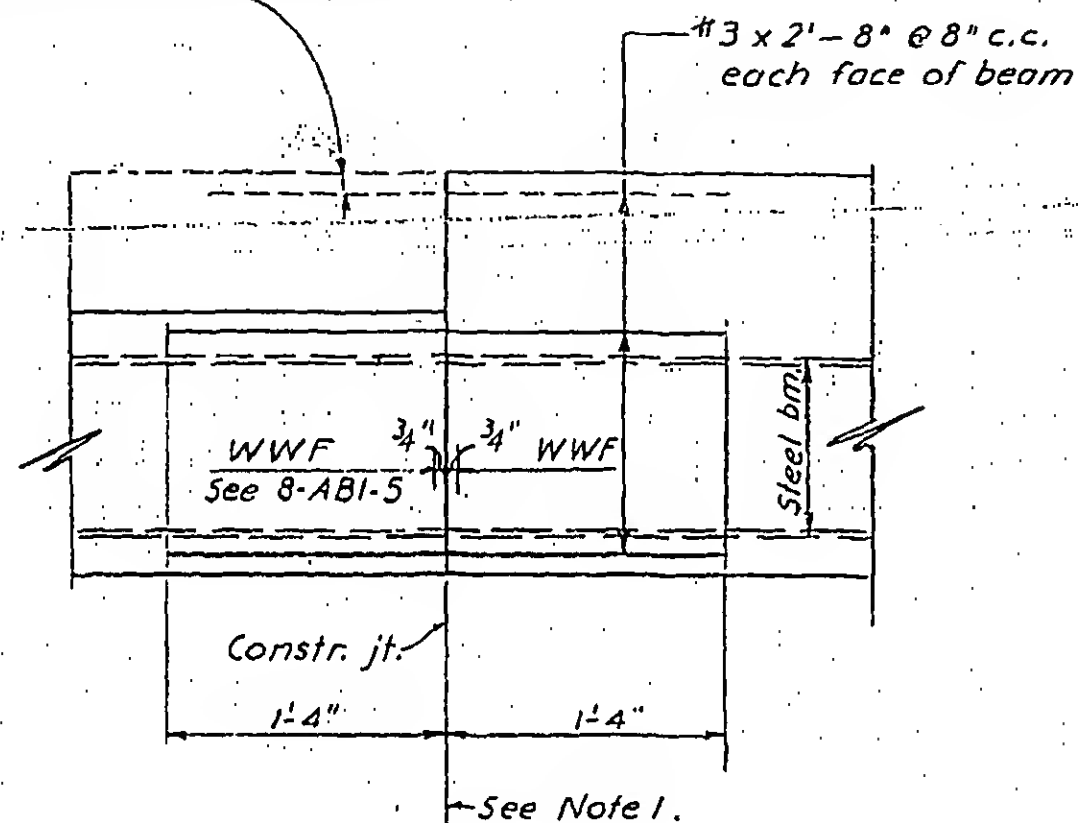 #3 x 2'-8" @ 8" c.c.
each face of beam
Steel bm.
3/4" 3/4"
WWF WWF
See 8-AB1-5
Constr. jt.
1'-4" 1'-4"
See Note 1.